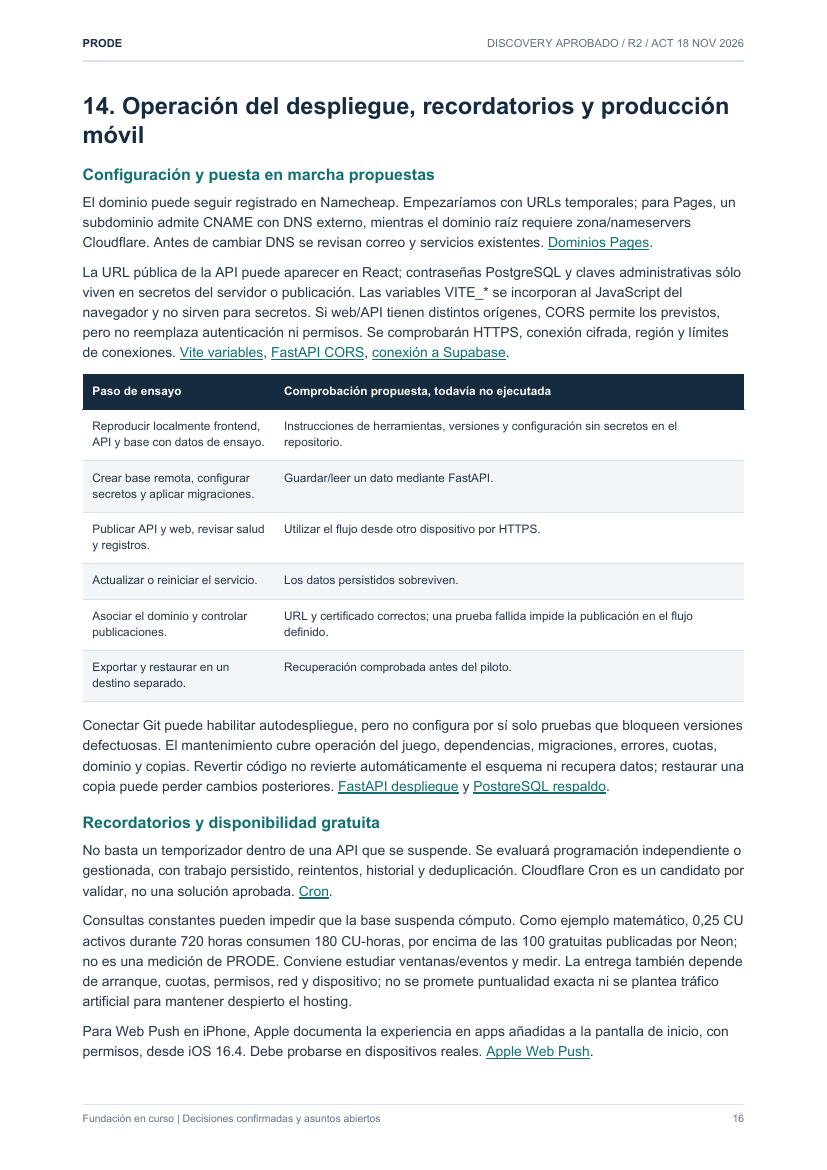 PRODE
DISCOVERY APROBADO / R2 / ACT 18 NOV 2026
14. Operación del despliegue, recordatorios y producción
móvil
Configuración y puesta en marcha propuestas
El dominio puede seguir registrado en Namecheap. Empezaríamos con URLs temporales; para Pages, un
subdominio admite CNAME con DNS externo, mientras el dominio raíz requiere zona/nameservers
Cloudflare. Antes de cambiar DNS se revisan correo y servicios existentes. Dominios Pages.
La URL pública de la API puede aparecer en React; contraseñas PostgreSQL y claves administrativas sólo
viven en secretos del servidor o publicación. Las variables VITE_* se incorporan al JavaScript del
navegador y no sirven para secretos. Si web/API tienen distintos orígenes, CORS permite los previstos,
pero no reemplaza autenticación ni permisos. Se comprobarán HTTPS, conexión cifrada, región y límites
de conexiones. Vite variables, FastAPI CORS, conexión a Supabase.
Paso de ensayo
Comprobación propuesta, todavía no ejecutada
Reproducir localmente frontend,
API y base con datos de ensayo.
Instrucciones de herramientas, versiones y configuración sin secretos en el
repositorio.
Crear base remota, configurar
secretos y aplicar migraciones.
Guardar/leer un dato mediante FastAPI.
Publicar API y web, revisar salud
y registros.
Utilizar el flujo desde otro dispositivo por HTTPS.
Actualizar o reiniciar el servicio.
Los datos persistidos sobreviven.
Asociar el dominio y controlar
publicaciones.
URL y certificado correctos; una prueba fallida impide la publicación en el flujo
definido.
Exportar y restaurar en un
destino separado.
Recuperación comprobada antes del piloto.
Conectar Git puede habilitar autodespliegue, pero no configura por sí solo pruebas que bloqueen versiones
defectuosas. El mantenimiento cubre operación del juego, dependencias, migraciones, errores, cuotas,
dominio y copias. Revertir código no revierte automáticamente el esquema ni recupera datos; restaurar una
copia puede perder cambios posteriores. FastAPI despliegue y PostgreSQL respaldo.
Recordatorios y disponibilidad gratuita
No basta un temporizador dentro de una API que se suspende. Se evaluará programación independiente o
gestionada, con trabajo persistido, reintentos, historial y deduplicación. Cloudflare Cron es un candidato por
validar, no una solución aprobada. Cron.
Consultas constantes pueden impedir que la base suspenda cómputo. Como ejemplo matemático, 0,25 CU
activos durante 720 horas consumen 180 CU-horas, por encima de las 100 gratuitas publicadas por Neon;
no es una medición de PRODE. Conviene estudiar ventanas/eventos y medir. La entrega también depende
de arranque, cuotas, permisos, red y dispositivo; no se promete puntualidad exacta ni se plantea tráfico
artificial para mantener despierto el hosting.
Para Web Push en iPhone, Apple documenta la experiencia en apps añadidas a la pantalla de inicio, con
permisos, desde iOS 16.4. Debe probarse en dispositivos reales. Apple Web Push.
Fundación en curso | Decisiones confirmadas y asuntos abiertos
16